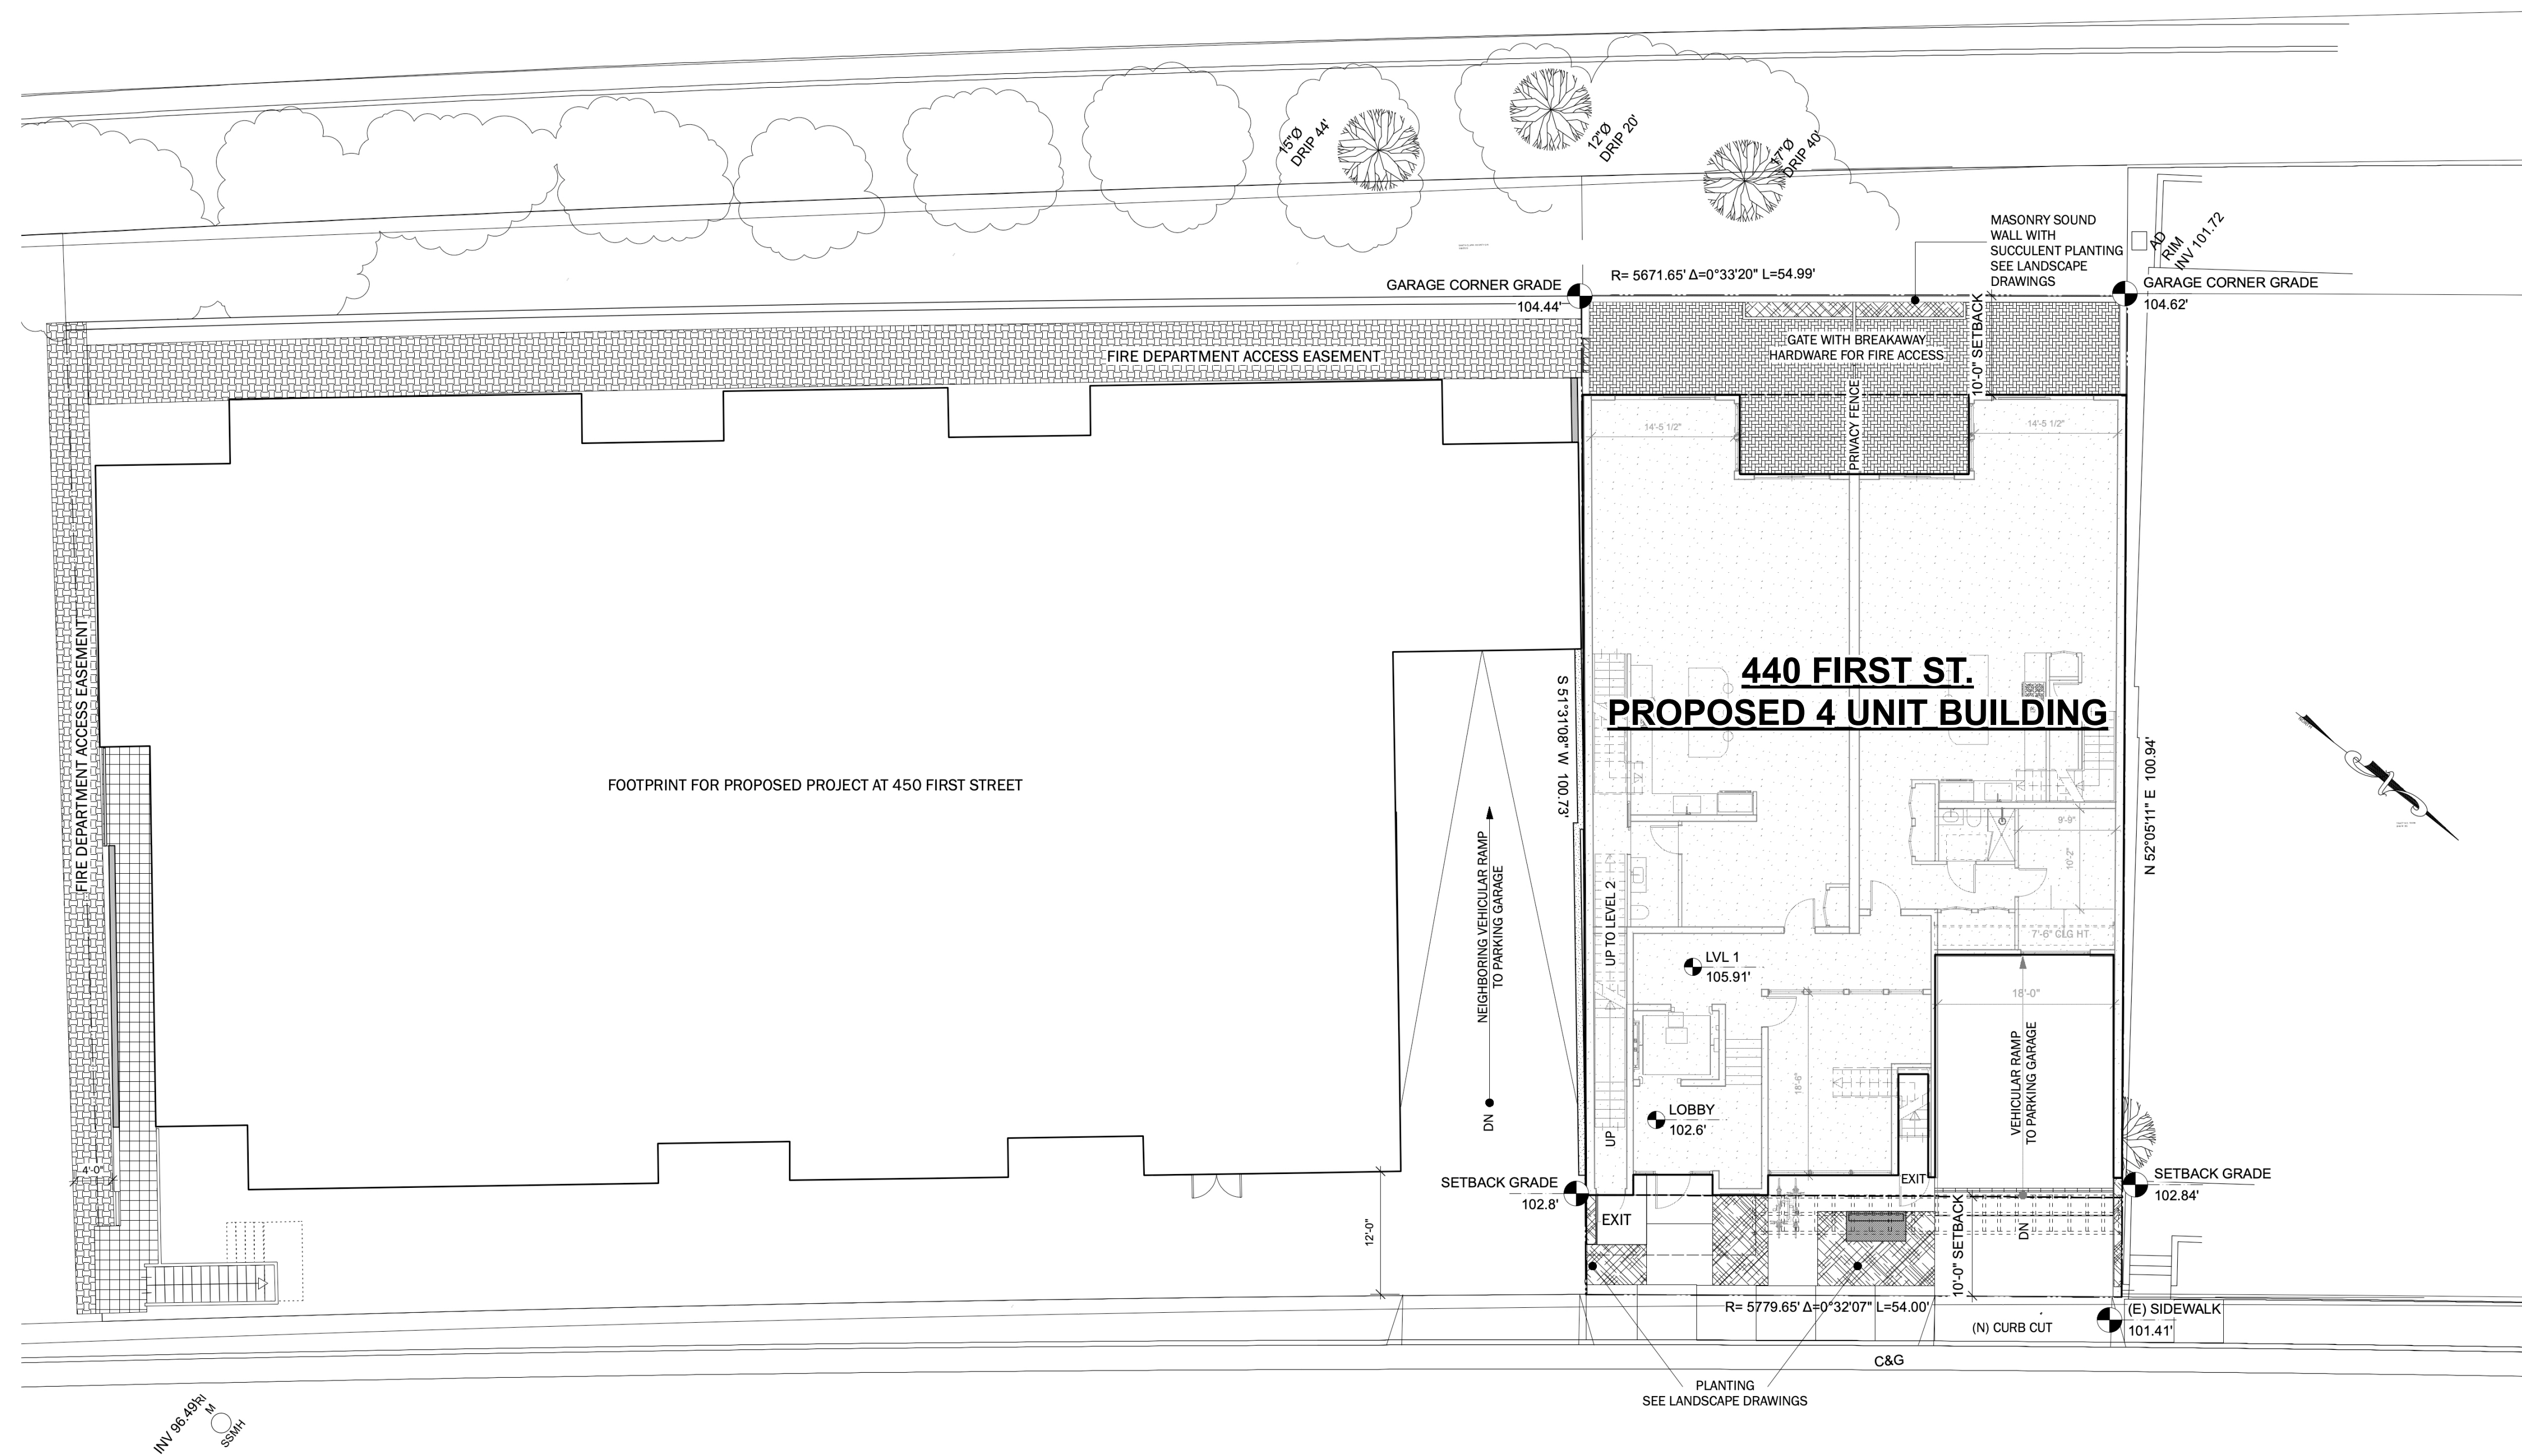 15"Ø
DRIP 44'
12"Ø
DRIP 20'
17"Ø
DRIP 40'
MASONRY SOUND
WALL WITH
SUCCULENT PLANTING
SEE LANDSCAPE
DRAWINGS
AD
RIM
INV 101.72
GARAGE CORNER GRADE
104.44'
R= 5671.65' Δ=0°33'20" L=54.99'
GARAGE CORNER GRADE
104.62'
10'-0" SETBACK
FIRE DEPARTMENT ACCESS EASEMENT
GATE WITH BREAKAWAY
HARDWARE FOR FIRE ACCESS
PRIVACY FENCE
14'-5 1/2"
14'-5 1/2"
FIRE DEPARTMENT ACCESS EASEMENT
440 FIRST ST.
PROPOSED 4 UNIT BUILDING
S 51°31'08" W 100.73'
N 52°05'11" E 100.94'
FOOTPRINT FOR PROPOSED PROJECT AT 450 FIRST STREET
NEIGHBORING VEHICULAR RAMP
TO PARKING GARAGE
DN
9'-9"
10'-2"
UP TO LEVEL 2
7'-6" CLG HT
LVL 1
105.91'
18'-0"
VEHICULAR RAMP
TO PARKING GARAGE
18'-6"
LOBBY
102.6'
UP
4'-0"
SETBACK GRADE
102.8'
EXIT
SETBACK GRADE
102.84'
EXIT
12'-0"
10'-0" SETBACK
DN
R= 5779.65' Δ=0°32'07" L=54.00'
(E) SIDEWALK
101.41'
(N) CURB CUT
C&G
PLANTING
SEE LANDSCAPE DRAWINGS
INV 96.49'
RI
M
SSMH